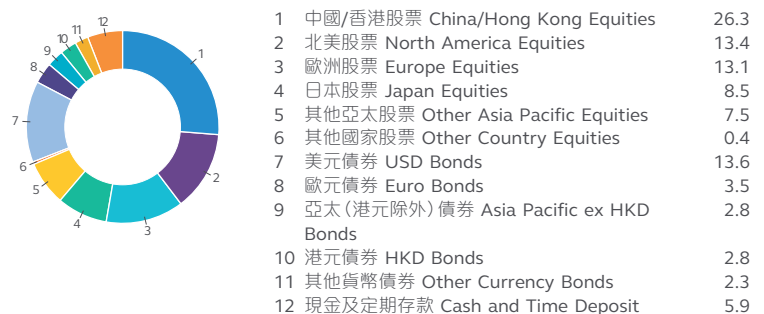 1 中國/香港股票 China/Hong Kong Equities 26.3
2 北美股票 North America Equities 13.4
3 歐洲股票 Europe Equities 13.1
4 日本股票 Japan Equities 8.5
5 其他亞太股票 Other Asia Pacific Equities 7.5
6 其他國家股票 Other Country Equities 0.4
7 美元債券 USD Bonds 13.6
8 歐元債券 Euro Bonds 3.5
9 亞太(港元除外)債券 Asia Pacific ex HKD 2.8
Bonds
10 港元債券 HKD Bonds 2.8
11 其他貨幣債券 Other Currency Bonds 2.3
12 現金及定期存款 Cash and Time Deposit 5.9
1
2
3
4
5
6
7
8
9
10
11
12